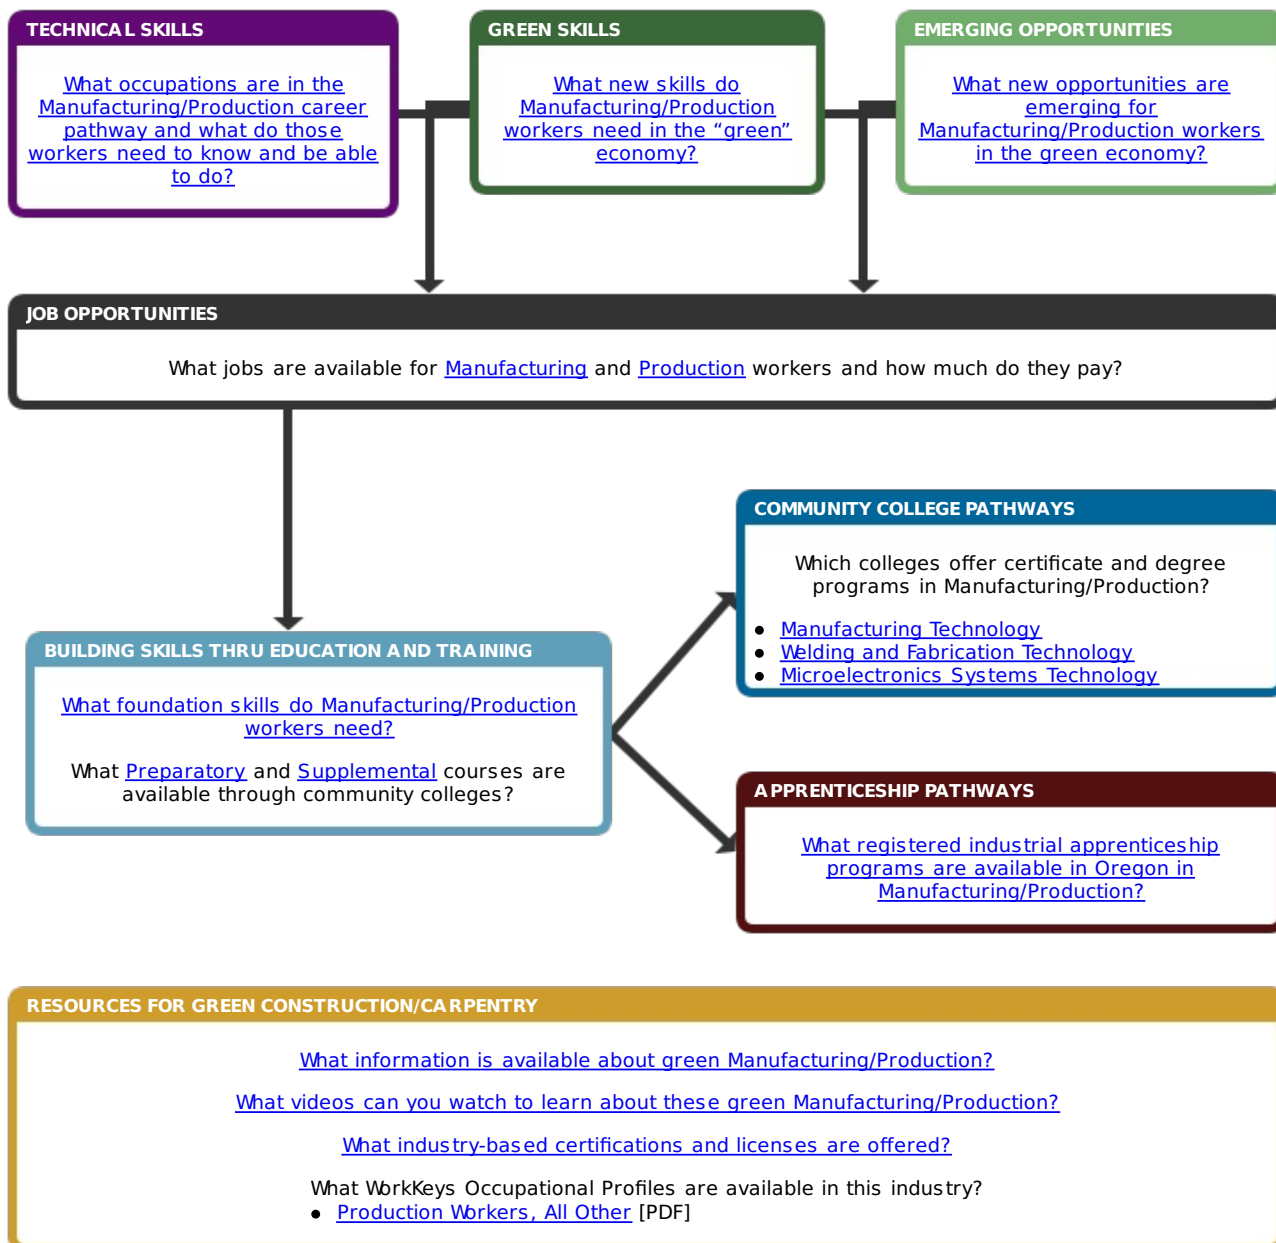 TECHNICAL SKILLS
What occupations are in the
Manufacturing/Production career
pathway and what do those
workers need to know and be able
to do?
GREEN SKILLS
What new skills do
Manufacturing/Production
workers need in the “green”
economy?
EMERGING OPPORTUNITIES
What new opportunities are
emerging for
Manufacturing/Production workers
in the green economy?
JOB OPPORTUNITIES
What jobs are available for Manufacturing and Production workers and how much do they pay?
COMMUNITY COLLEGE PATHWAYS
Which colleges offer certificate and degree
programs in Manufacturing/Production?
● Manufacturing Technology
● Welding and Fabrication Technology
● Microelectronics Systems Technology
BUILDING SKILLS THRU EDUCATION AND TRAINING
What foundation skills do Manufacturing/Production
workers need?
What Preparatory and Supplemental courses are
available through community colleges?
APPRENTICESHIP PATHWAYS
What registered industrial apprenticeship
programs are available in Oregon in
Manufacturing/Production?
RESOURCES FOR GREEN CONSTRUCTION/CARPENTRY
What information is available about green Manufacturing/Production?
What videos can you watch to learn about these green Manufacturing/Production?
What industry-based certifications and licenses are offered?
What WorkKeys Occupational Profiles are available in this industry?
● Production Workers, All Other [PDF]